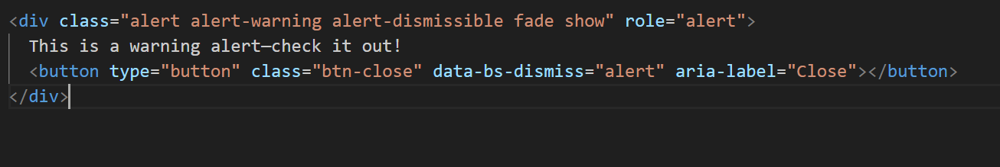 <div class="alert alert-warning alert-dismissible fade show" role="alert">
This is a warning alert—check it out!
<button type="button" class="btn-close" data-bs-dismiss="alert" aria-label="Close"></button>
</div>